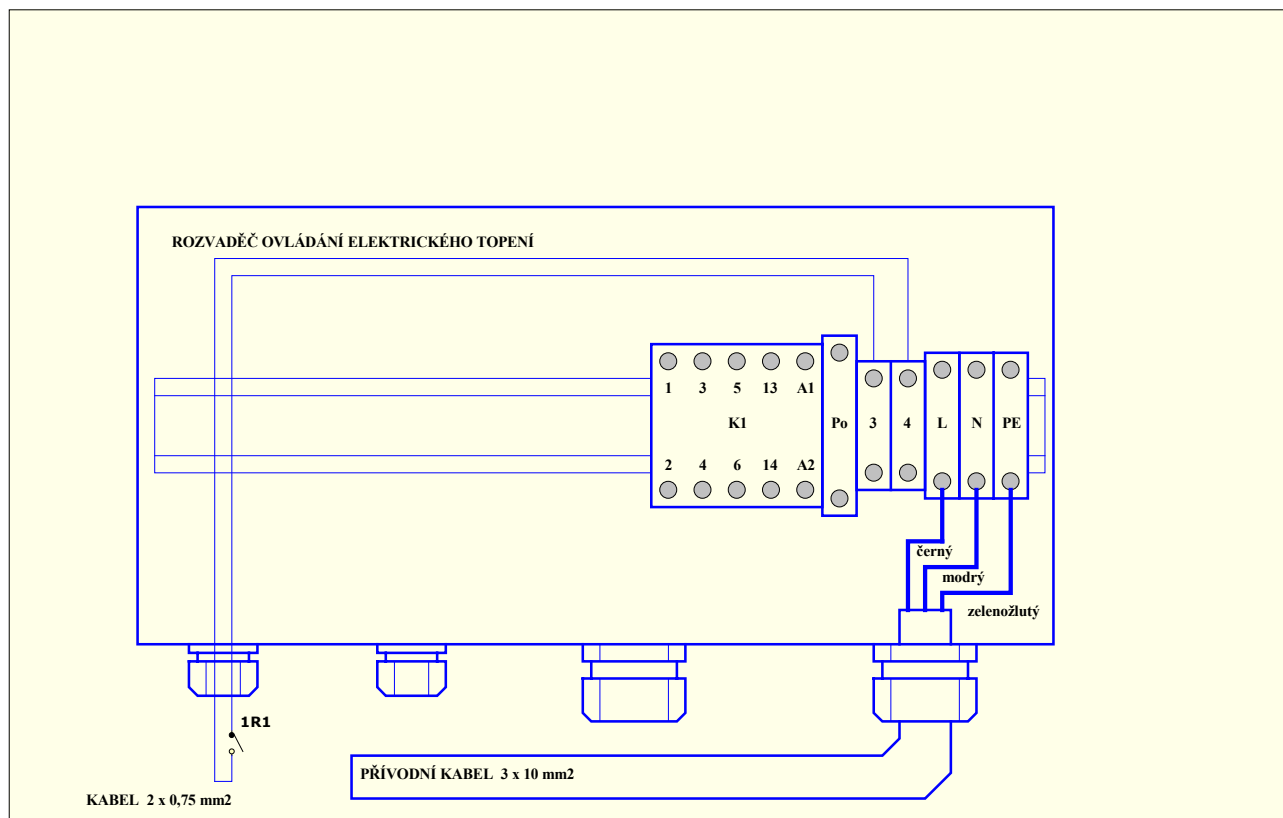 ROZVADĚČ OVLÁDÁNÍ ELEKTRICKÉHO TOPENÍ
1 3 5 13 A1
K1 Po 3 4 L N PE
2 4 6 14 A2
černý
modrý
zelenožlutý
1R1
PŘÍVODNÍ KABEL 3 x 10 mm2
KABEL 2 x 0,75 mm2